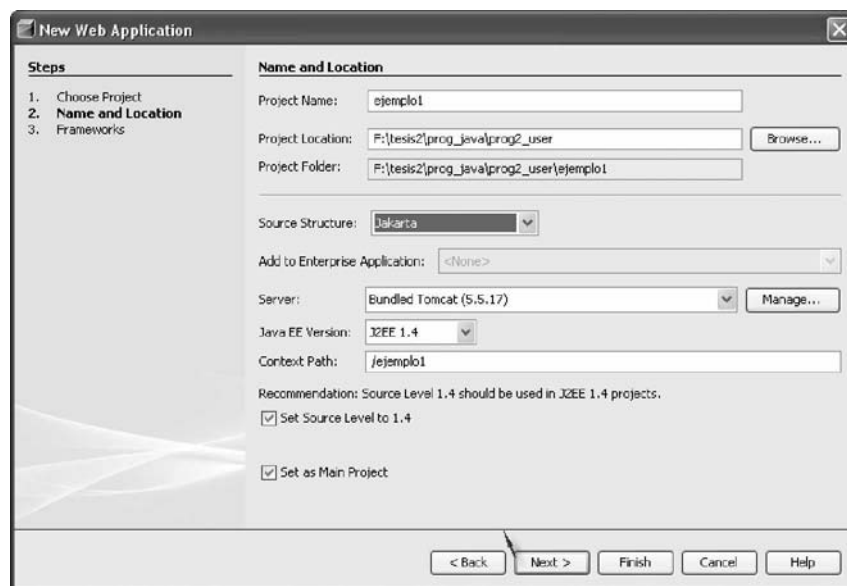 New Web Application
Steps
1. Choose Project
2. Name and Location
3. Frameworks
Name and Location
Project Name: ejemplo1
Project Location: F:\tesis2\prog_java\prog2_user Browse...
Project Folder: F:\tesis2\prog_java\prog2_user\ejemplo1
Source Structure: Jakarta
Add to Enterprise Application: <None>
Server: Bundled Tomcat (5.5.17) Manage...
Java EE Version: J2EE 1.4
Context Path: /ejemplo1
Recommendation: Source Level 1.4 should be used in J2EE 1.4 projects.
Set Source Level to 1.4
Set as Main Project
< Back Next > Finish Cancel Help